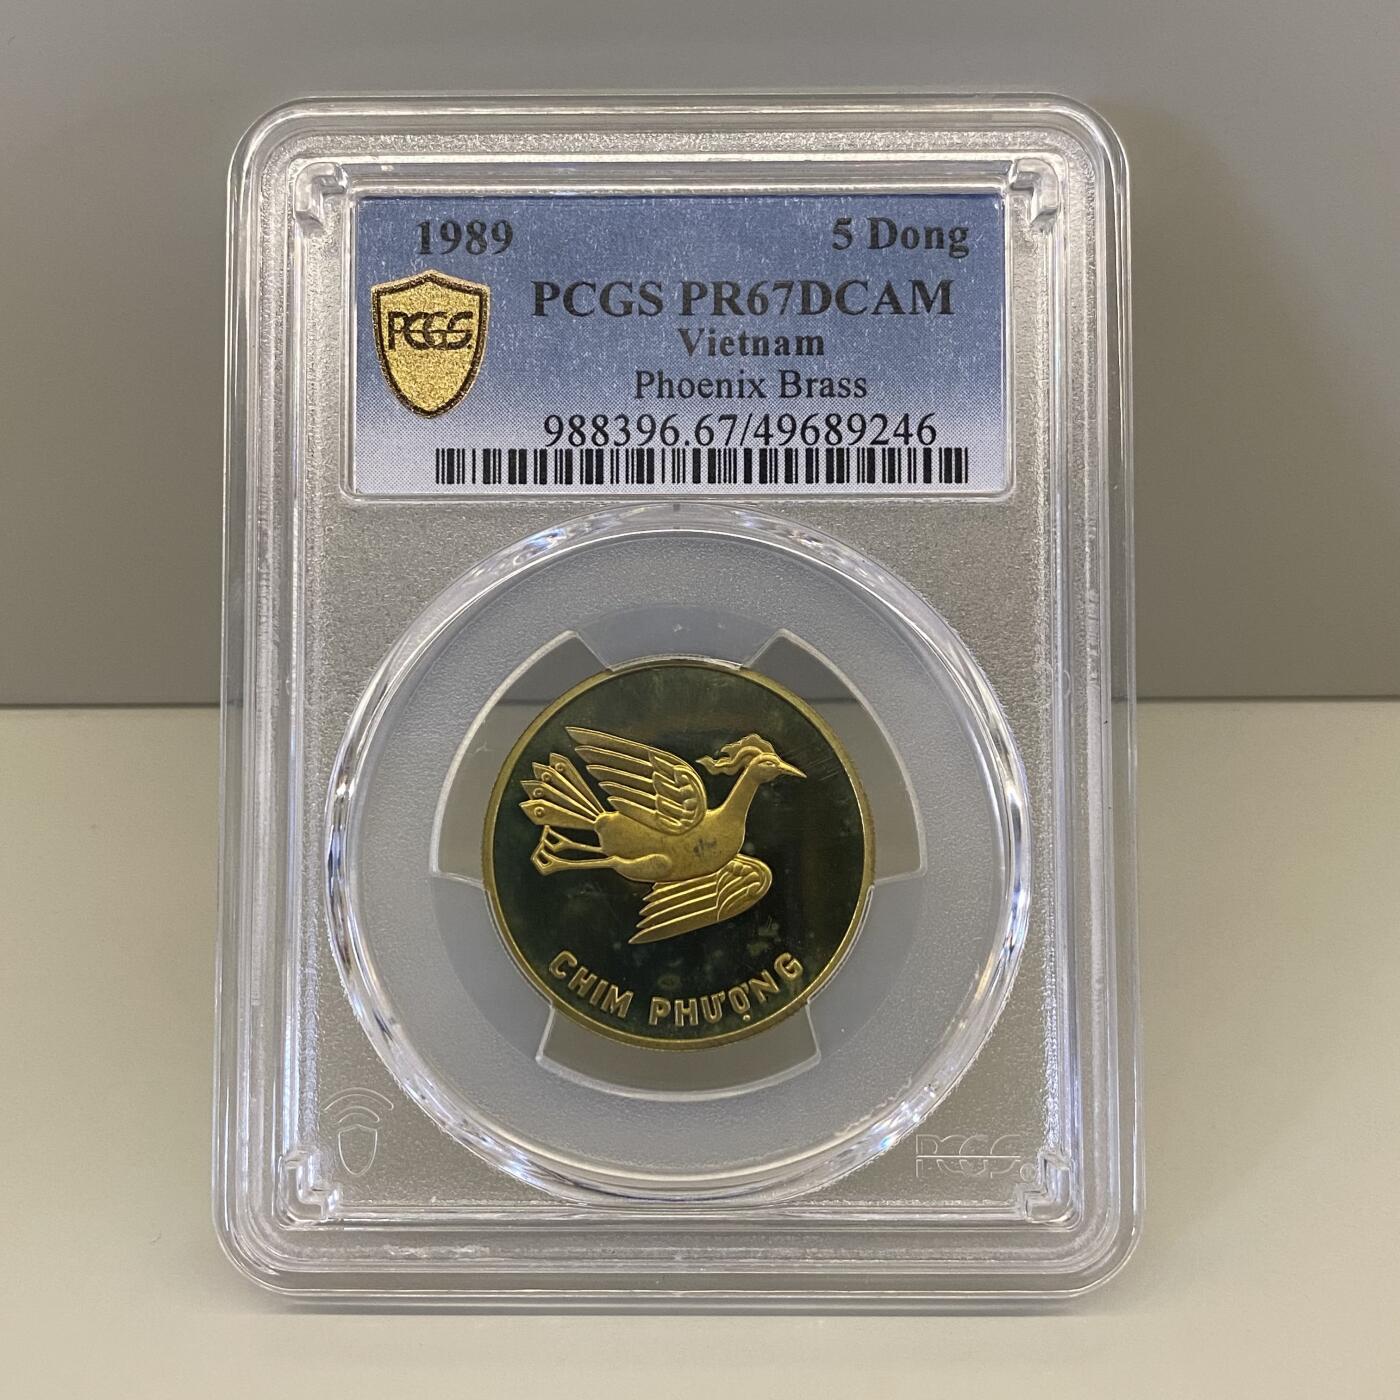 1989 5 Dong
PCGS PR67DCAM
PCGS
Vietnam
Phoenix Brass
988396.67/49689246
CHIM PHƯỢNG
PCGS